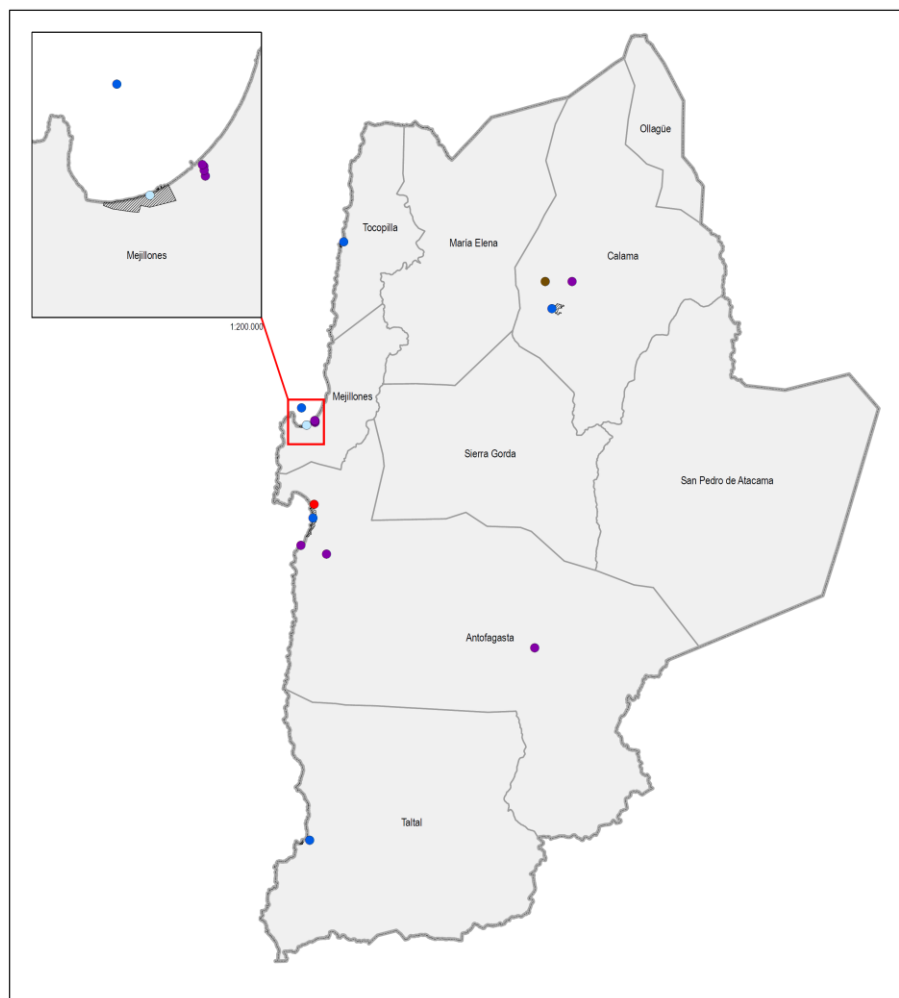 Ollagüe
Tocopilla
María Elena
Calama
Mejillones
1:200.000
Mejillones
Sierra Gorda
San Pedro de Atacama
Antofagasta
Taltal